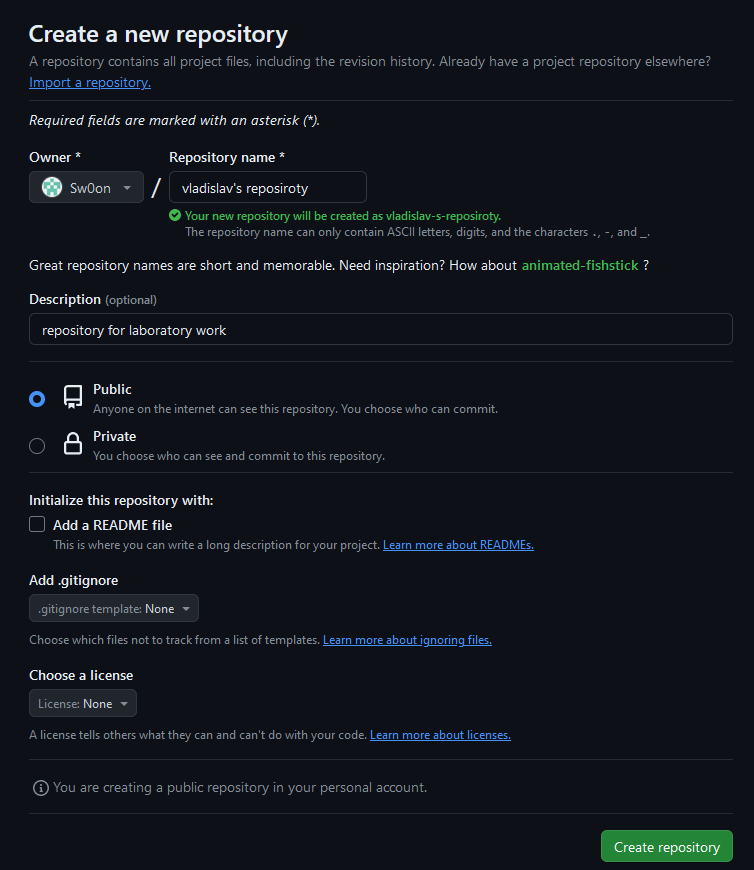 Create a new repository
A repository contains all project files, including the revision history. Already have a project repository elsewhere?
Import a repository.
Required fields are marked with an asterisk (*).
Owner * Repository name *
Sw0on / vladislav's reposiroty
Your new repository will be created as vladislav-s-reposiroty.
The repository name can only contain ASCII letters, digits, and the characters ., -, and _.
Great repository names are short and memorable. Need inspiration? How about animated-fishstick ?
Description (optional)
repository for laboratory work
Public
Anyone on the internet can see this repository. You choose who can commit.
Private
You choose who can see and commit to this repository.
Initialize this repository with:
Add a README file
This is where you can write a long description for your project. Learn more about READMEs.
Add .gitignore
.gitignore template: None
Choose which files not to track from a list of templates. Learn more about ignoring files.
Choose a license
License: None
A license tells others what they can and can't do with your code. Learn more about licenses.
You are creating a public repository in your personal account.
Create repository